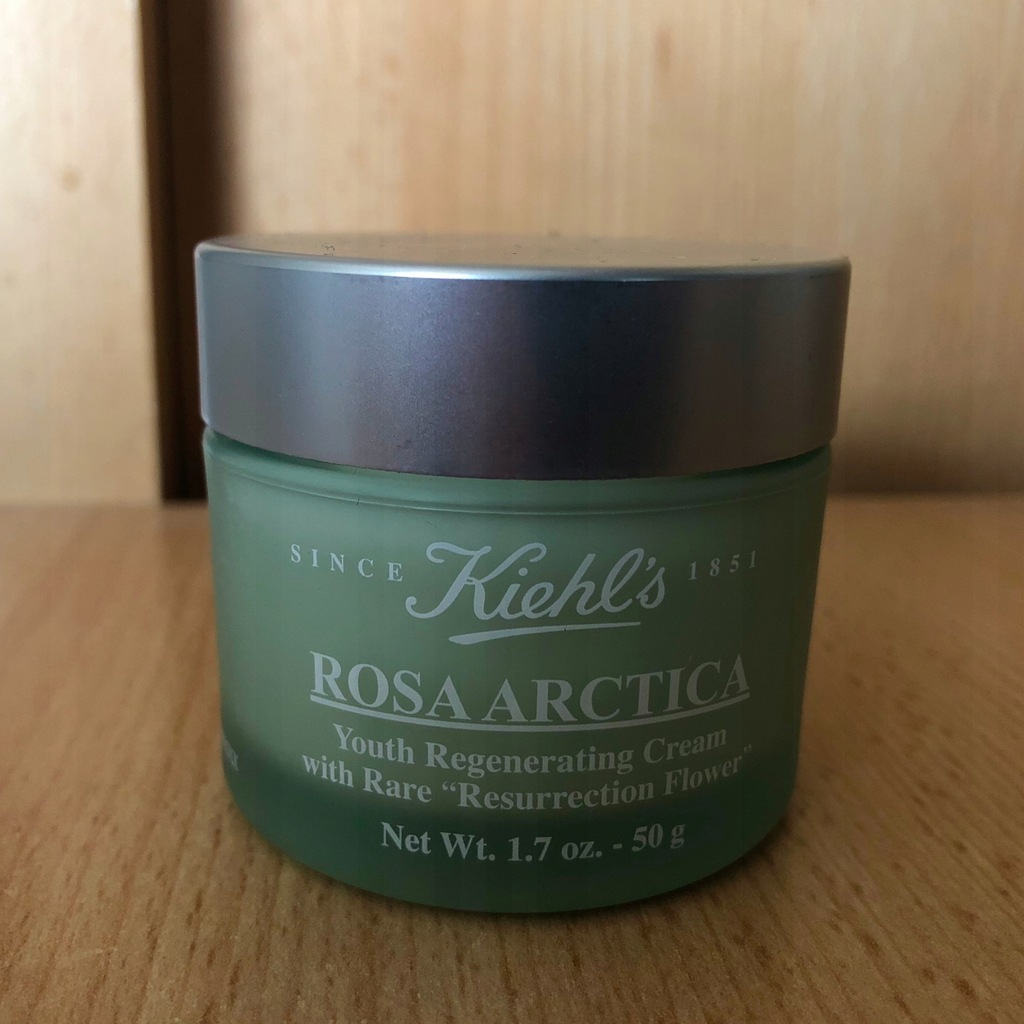 SINCE Kiehl's 1851
ROSA ARCTICA
Youth Regenerating Cream
with Rare “Resurrection Flower”
Net Wt. 1.7 oz. - 50 g